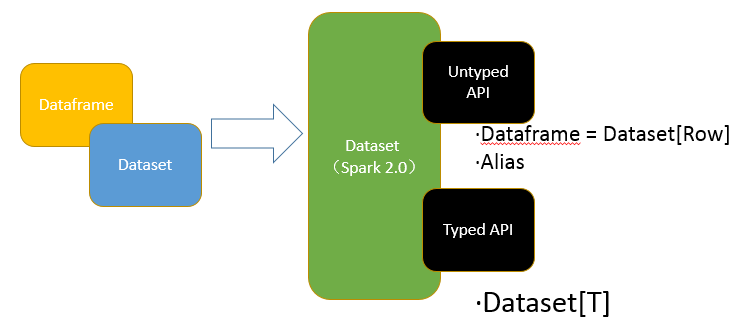 Dataframe
Dataset
Dataset
（Spark 2.0）
Untyped
API
·Dataframe = Dataset[Row]
·Alias
Typed API
·Dataset[T]